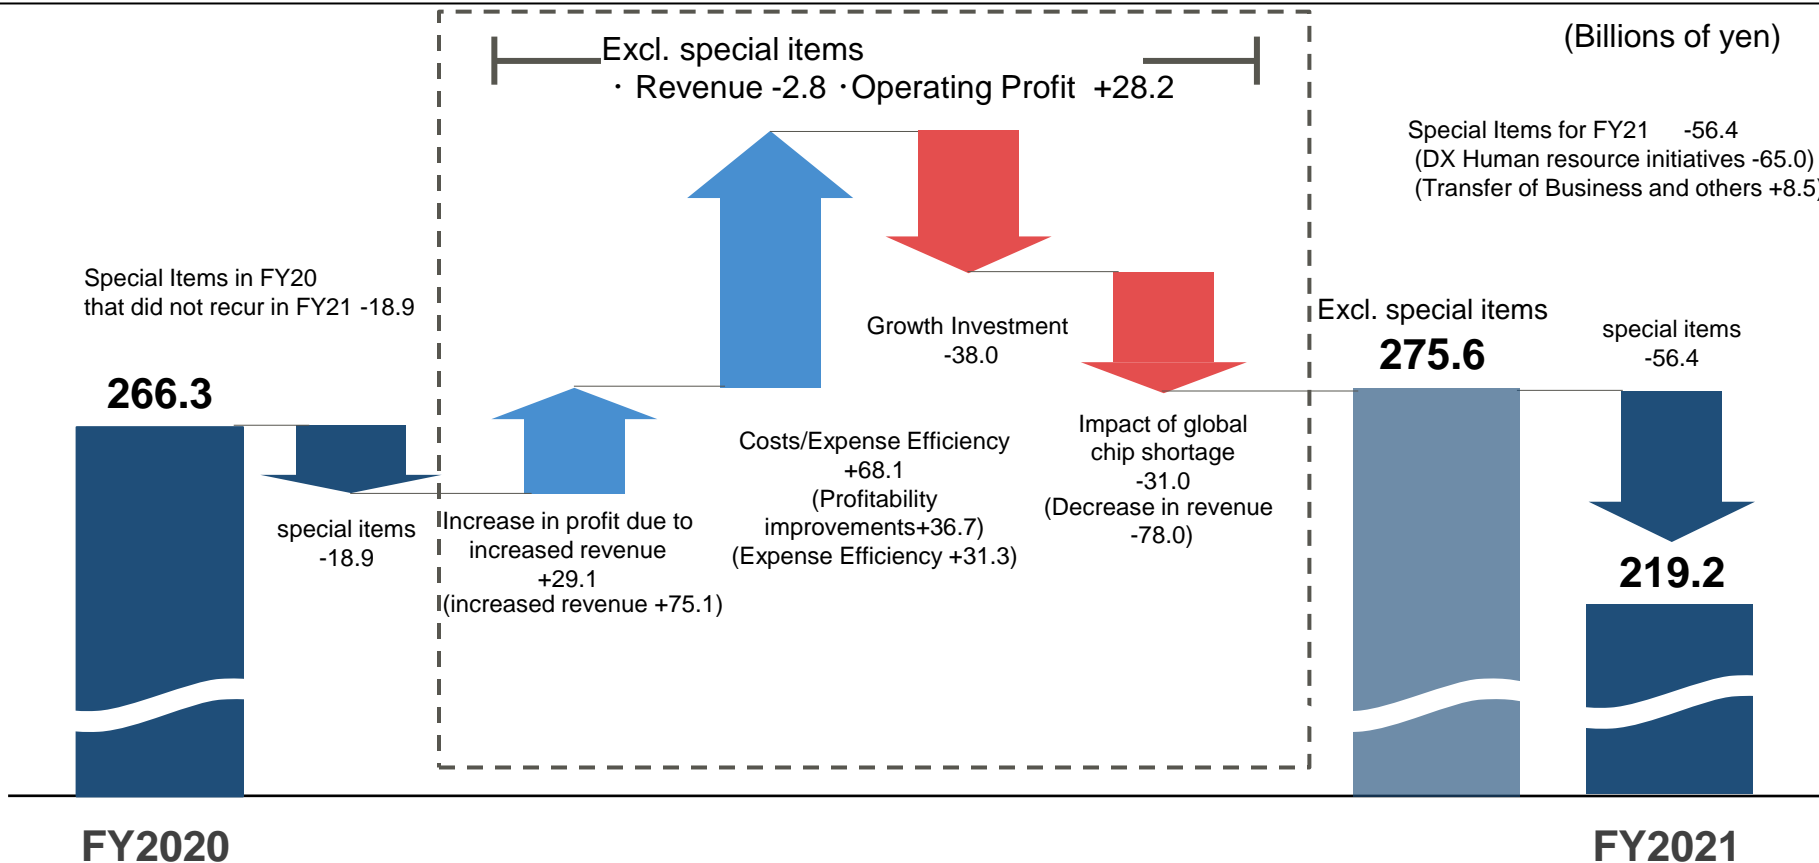 (Billions of yen)
Excl. special items
・ Revenue -2.8 ・Operating Profit +28.2
Special Items for FY21 -56.4
(DX Human resource initiatives -65.0)
(Transfer of Business and others +8.5)
Special Items in FY20
that did not recur in FY21 -18.9
266.3
special items
-18.9
Increase in profit due to
increased revenue
+29.1
(increased revenue +75.1)
Costs/Expense Efficiency
+68.1
(Profitability
improvements+36.7)
(Expense Efficiency +31.3)
Growth Investment
-38.0
Impact of global
chip shortage
-31.0
(Decrease in revenue
-78.0)
Excl. special items
275.6
special items
-56.4
219.2
FY2020
FY2021